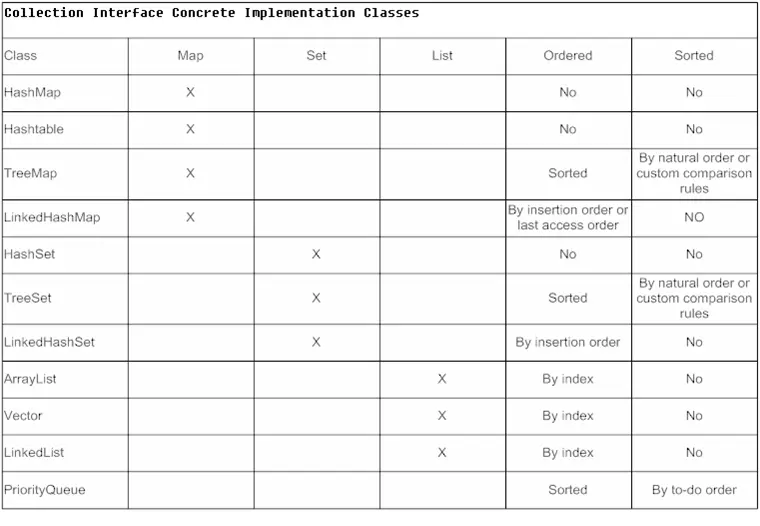 Collection Interface Concrete Implementation Classes
Class Map Set List Ordered Sorted
HashMap X No No
Hashtable X No No
TreeMap X Sorted By natural order or custom comparison rules
LinkedHashMap X By insertion order or last access order NO
HashSet X No No
TreeSet X Sorted By natural order or custom comparison rules
LinkedHashSet X By insertion order No
ArrayList X By index No
Vector X By index No
LinkedList X By index No
PriorityQueue Sorted By to-do order